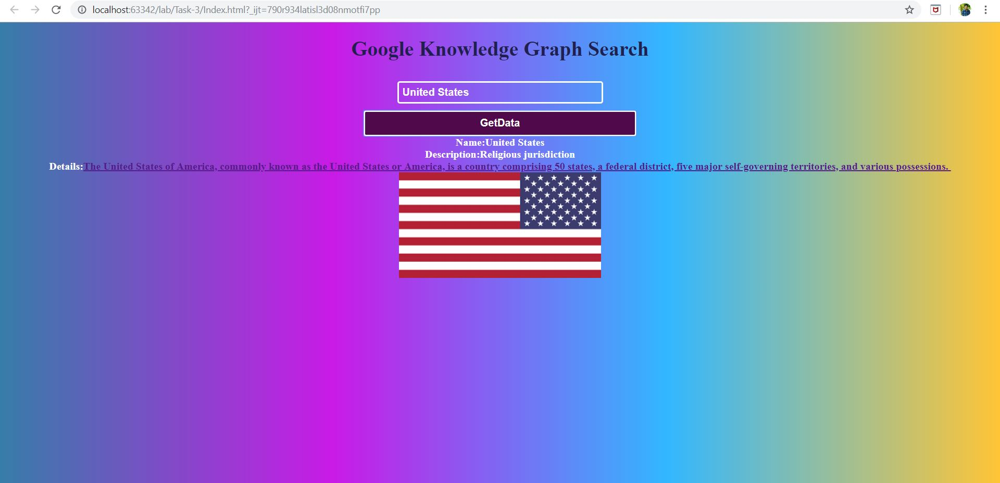 localhost:63342/lab/Task-3/Index.html?_ijt=790r934latisl3d08nmotfi7pp
Google Knowledge Graph Search
United States
GetData
Name:United States
Description:Religious jurisdiction
Details:The United States of America, commonly known as the United States or America, is a country comprising 50 states, a federal district, five major self-governing territories, and various possessions.